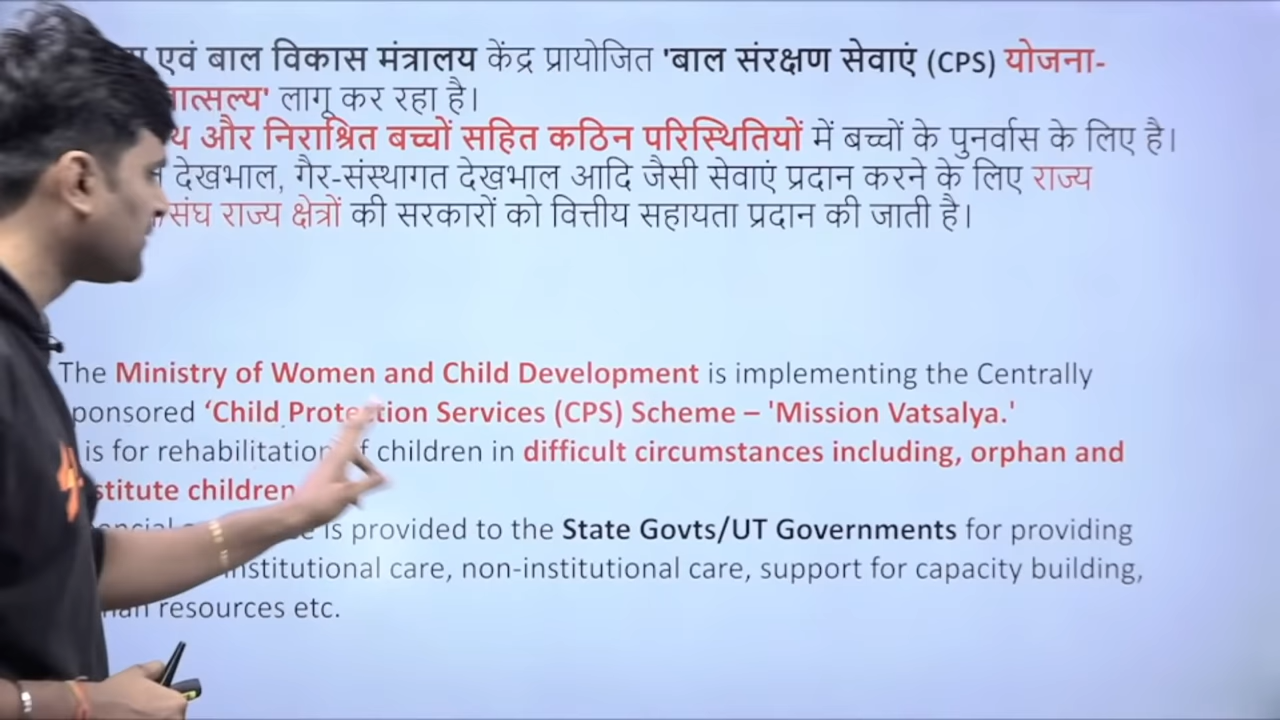 एवं बाल विकास मंत्रालय केंद्र प्रायोजित 'बाल संरक्षण सेवाएं (CPS) योजना-
लागू कर रहा है।
और निराश्रित बच्चों सहित कठिन परिस्थितियों में बच्चों के पुनर्वास के लिए है।
देखभाल, गैर-संस्थागत देखभाल आदि जैसी सेवाएं प्रदान करने के लिए राज्य
/संघ राज्य क्षेत्रों की सरकारों को वित्तीय सहायता प्रदान की जाती है।
The Ministry of Women and Child Development is implementing the Centrally
ponsored ‘Child Protection Services (CPS) Scheme – 'Mission Vatsalya.'
is for rehabilitation of children in difficult circumstances including, orphan and
stitute children
is provided to the State Govts/UT Governments for providing
nstitutional care, non-institutional care, support for capacity building,
resources etc.